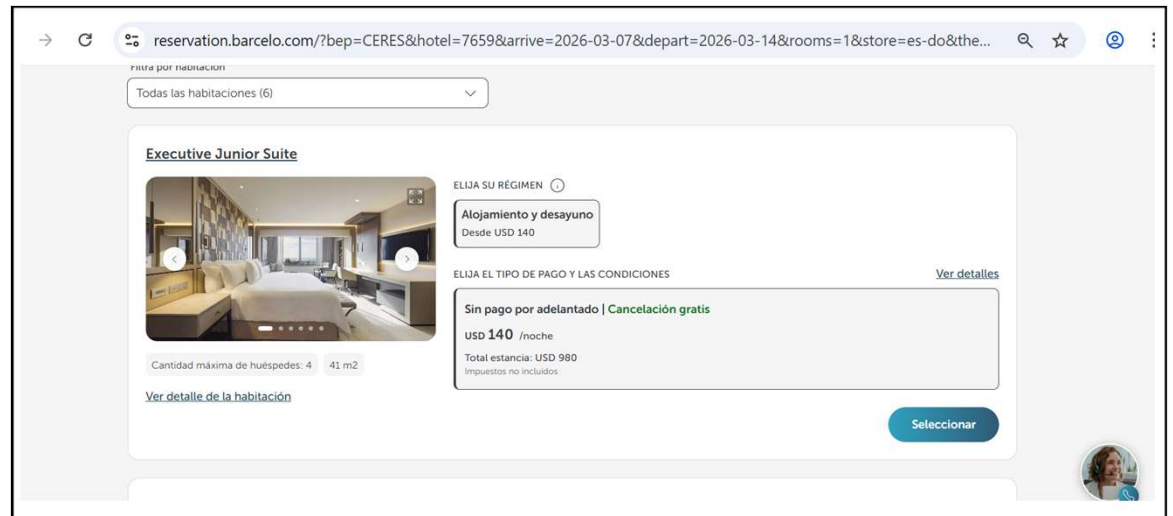 reservation.barcelo.com/?bep=CERES&hotel=7659&arrive=2026-03-07&depart=2026-03-14&rooms=1&store=es-do&the...
Filtra por habitación
Todas las habitaciones (6)
Executive Junior Suite
ELIJA SU RÉGIMEN
Alojamiento y desayuno
Desde USD 140
ELIJA EL TIPO DE PAGO Y LAS CONDICIONES
Ver detalles
Sin pago por adelantado | Cancelación gratis
USD 140 /noche
Total estancia: USD 980
Impuestos no incluidos
Cantidad máxima de huéspedes: 4
41 m2
Ver detalle de la habitación
Seleccionar